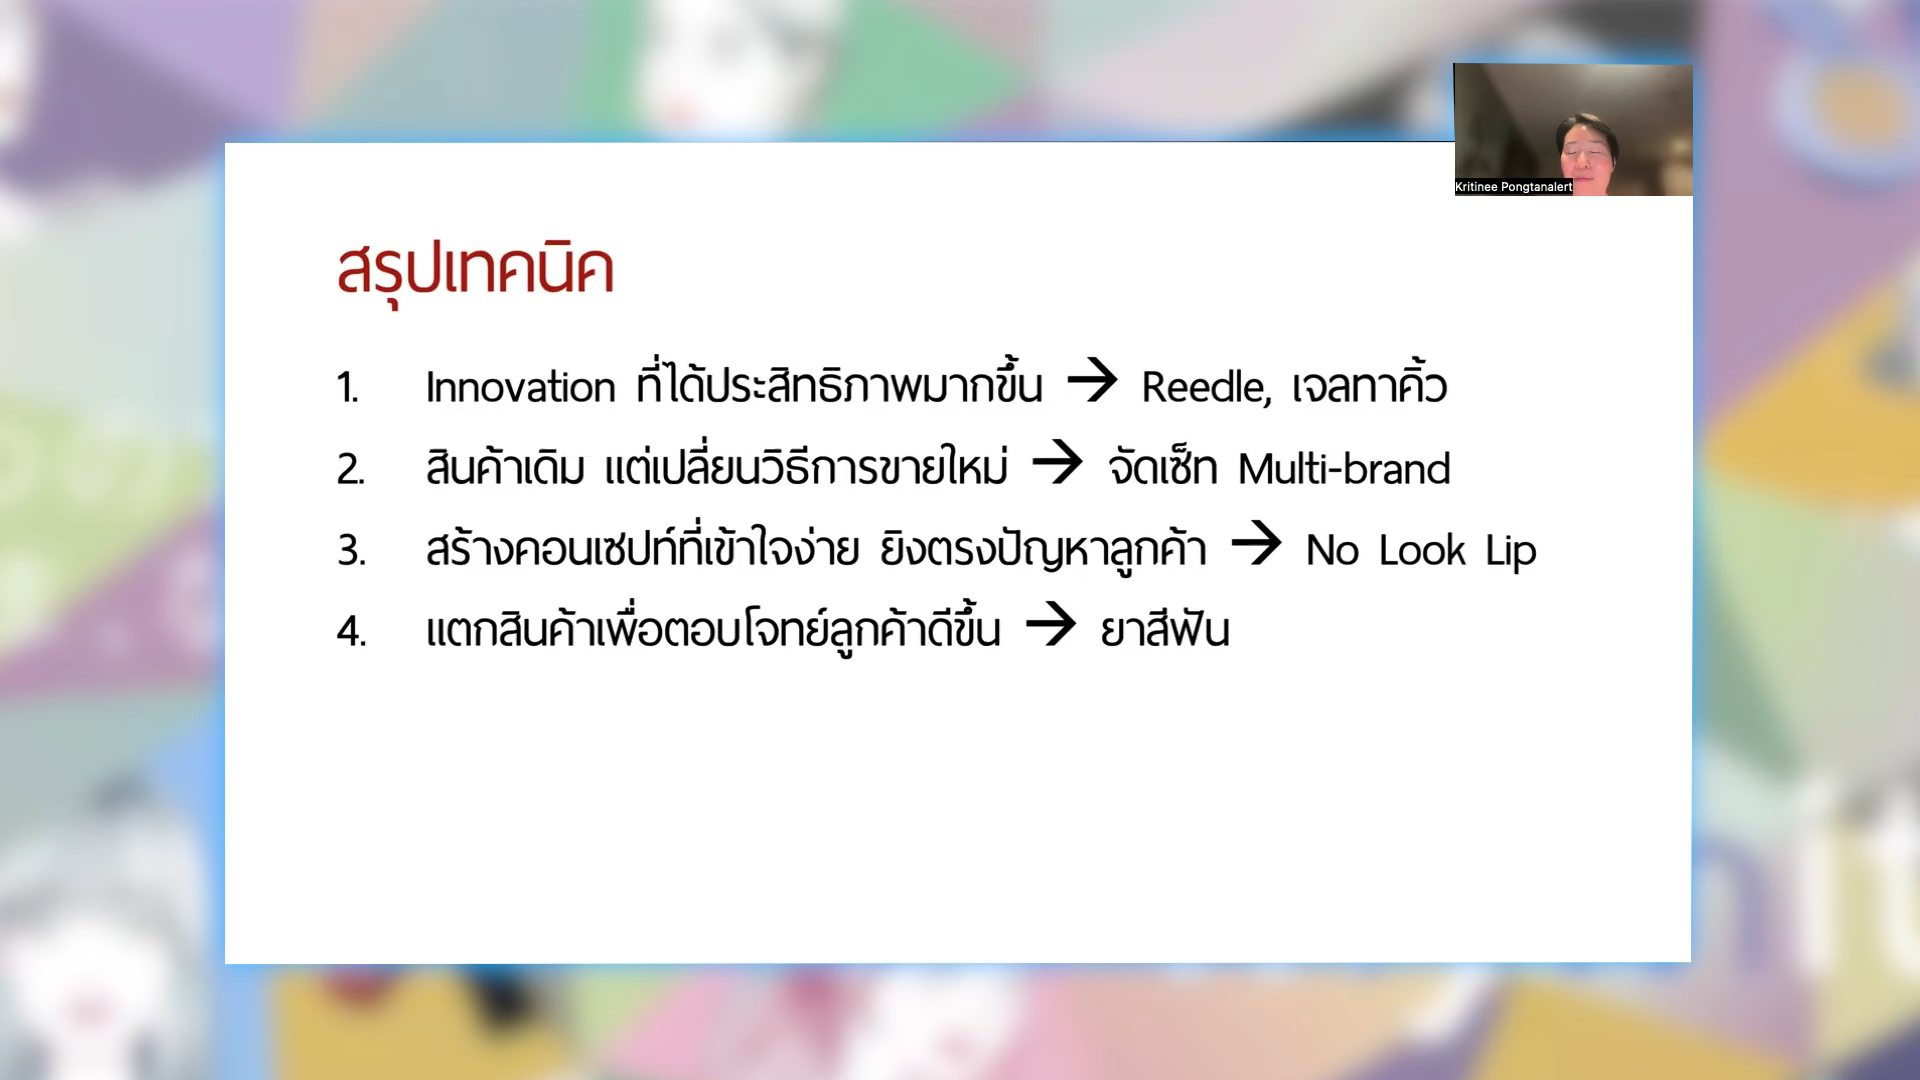 Kritinee Pongtanalert
สรุปเทคนิค
1. Innovation ที่ได้ประสิทธิภาพมากขึ้น → Reedle, เจลทาคิ้ว
2. สินค้าเดิม แต่เปลี่ยนวิธีการขายใหม่ → จัดเซ็ท Multi-brand
3. สร้างคอนเซปท์ที่เข้าใจง่าย ยิงตรงปัญหาลูกค้า → No Look Lip
4. แตกสินค้าเพื่อตอบโจทย์ลูกค้าดีขึ้น → ยาสีฟัน